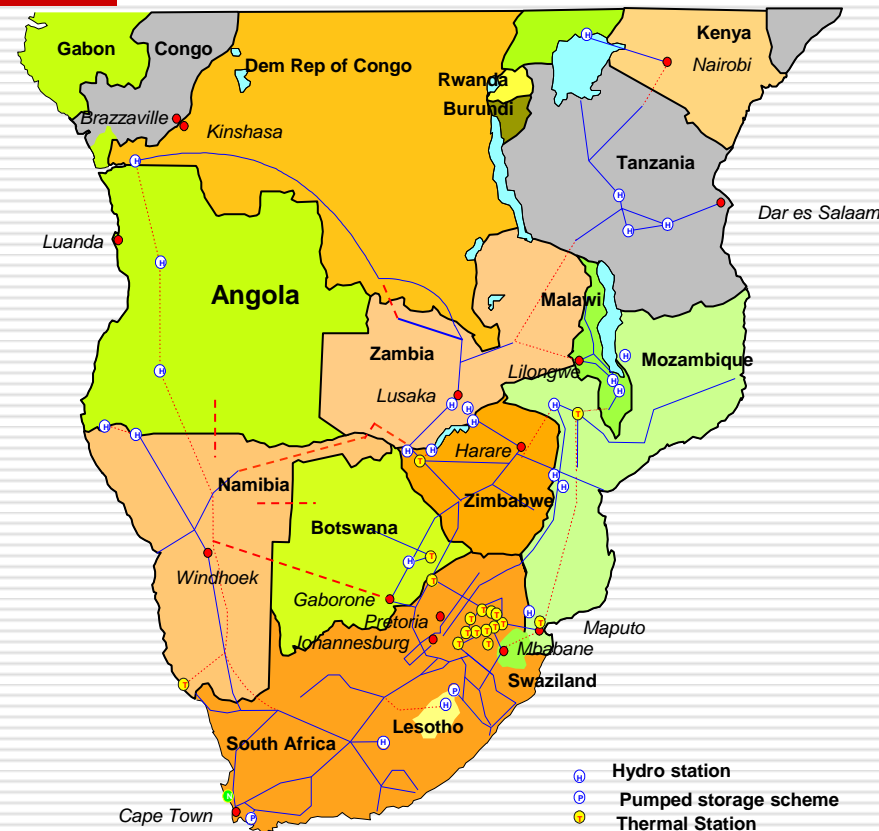 Gabon
Congo
Dem Rep of Congo
Kenya
Nairobi
Rwanda
Burundi
Brazzaville
Kinshasa
Tanzania
Dar es Salaam
Luanda
Angola
Malawi
Zambia
Mozambique
Lilongwe
Lusaka
Harare
Namibia
Zimbabwe
Botswana
Windhoek
Gaborone
Pretoria
Johannesburg
Maputo
Mbabane
Swaziland
Lesotho
South Africa
Cape Town
H Hydro station
P Pumped storage scheme
T Thermal Station